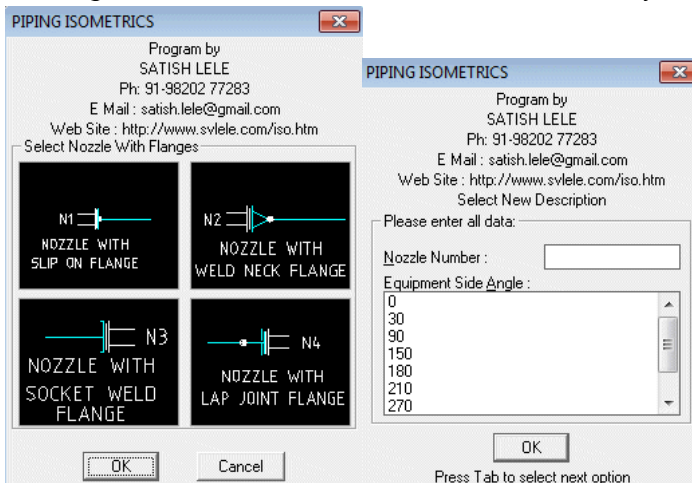 PIPING ISOMETRICS
Program by
SATISH LELE
Ph: 91-98202 77283
E Mail : satish.lele@gmail.com
Web Site : http://www.svlele.com/iso.htm
Select Nozzle With Flanges
N1
NOZZLE WITH
SLIP ON FLANGE
N2
NOZZLE WITH
WELD NECK FLANGE
N3
NOZZLE WITH
SOCKET WELD
FLANGE
N4
NOZZLE WITH
LAP JOINT FLANGE
OK
Cancel
PIPING ISOMETRICS
Program by
SATISH LELE
Ph: 91-98202 77283
E Mail : satish.lele@gmail.com
Web Site : http://www.svlele.com/iso.htm
Select New Description
Please enter all data:
Nozzle Number :
Equipment Side Angle :
0
30
90
150
180
210
270
OK
Press Tab to select next option